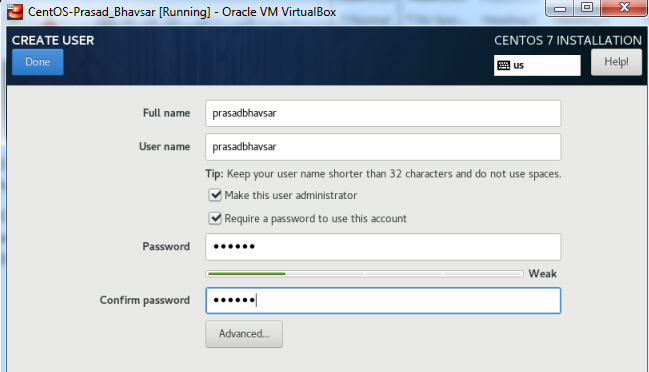 CentOS-Prasad_Bhavsar [Running] - Oracle VM VirtualBox
CREATE USER
CENTOS 7 INSTALLATION
Done
us
Help!
Full name
prasadbhavsar
User name
prasadbhavsar
Tip: Keep your user name shorter than 32 characters and do not use spaces.
Make this user administrator
Require a password to use this account
Password
••••••
Weak
Confirm password
••••••
Advanced...